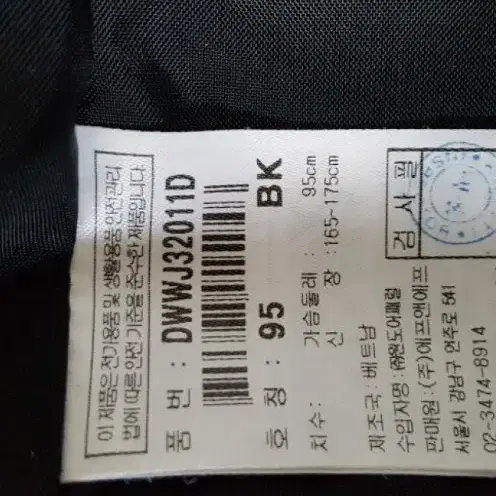 이 제품은 전기용품 및 생활용품 안전관리
법에 따른 안전기준을 준수한 제품입니다.
품 번 : DWWJ32011D
호 칭 : 95 BK
치수 : 가슴둘레 : 95cm
신 장 : 165-175cm
검 사 필
제조국 : 베트남
수입자명 : ㈜원도어패럴
판매원 : (주)에프앤에프
서울시 강남구 언주로 541
02-3474-8914